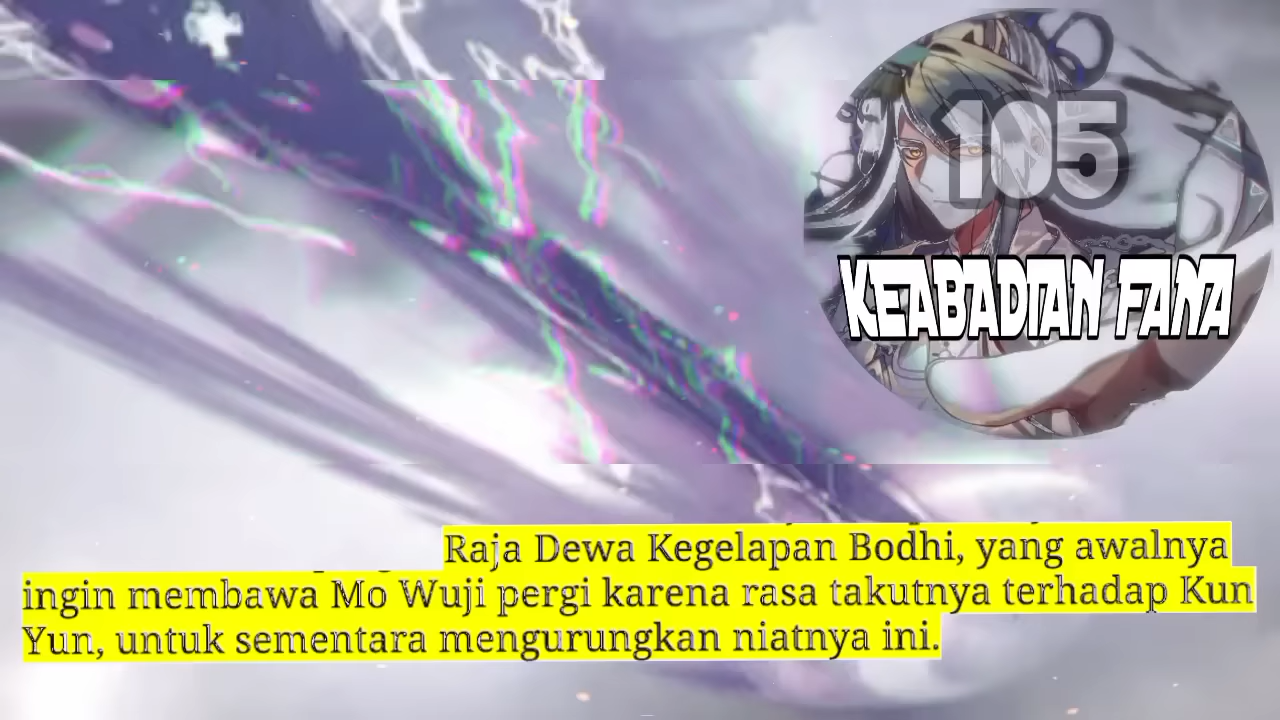 105
KEABADIAN FANA
Raja Dewa Kegelapan Bodhi, yang awalnya
ingin membawa Mo Wuji pergi karena rasa takutnya terhadap Kun
Yun, untuk sementara mengurungkan niatnya ini.